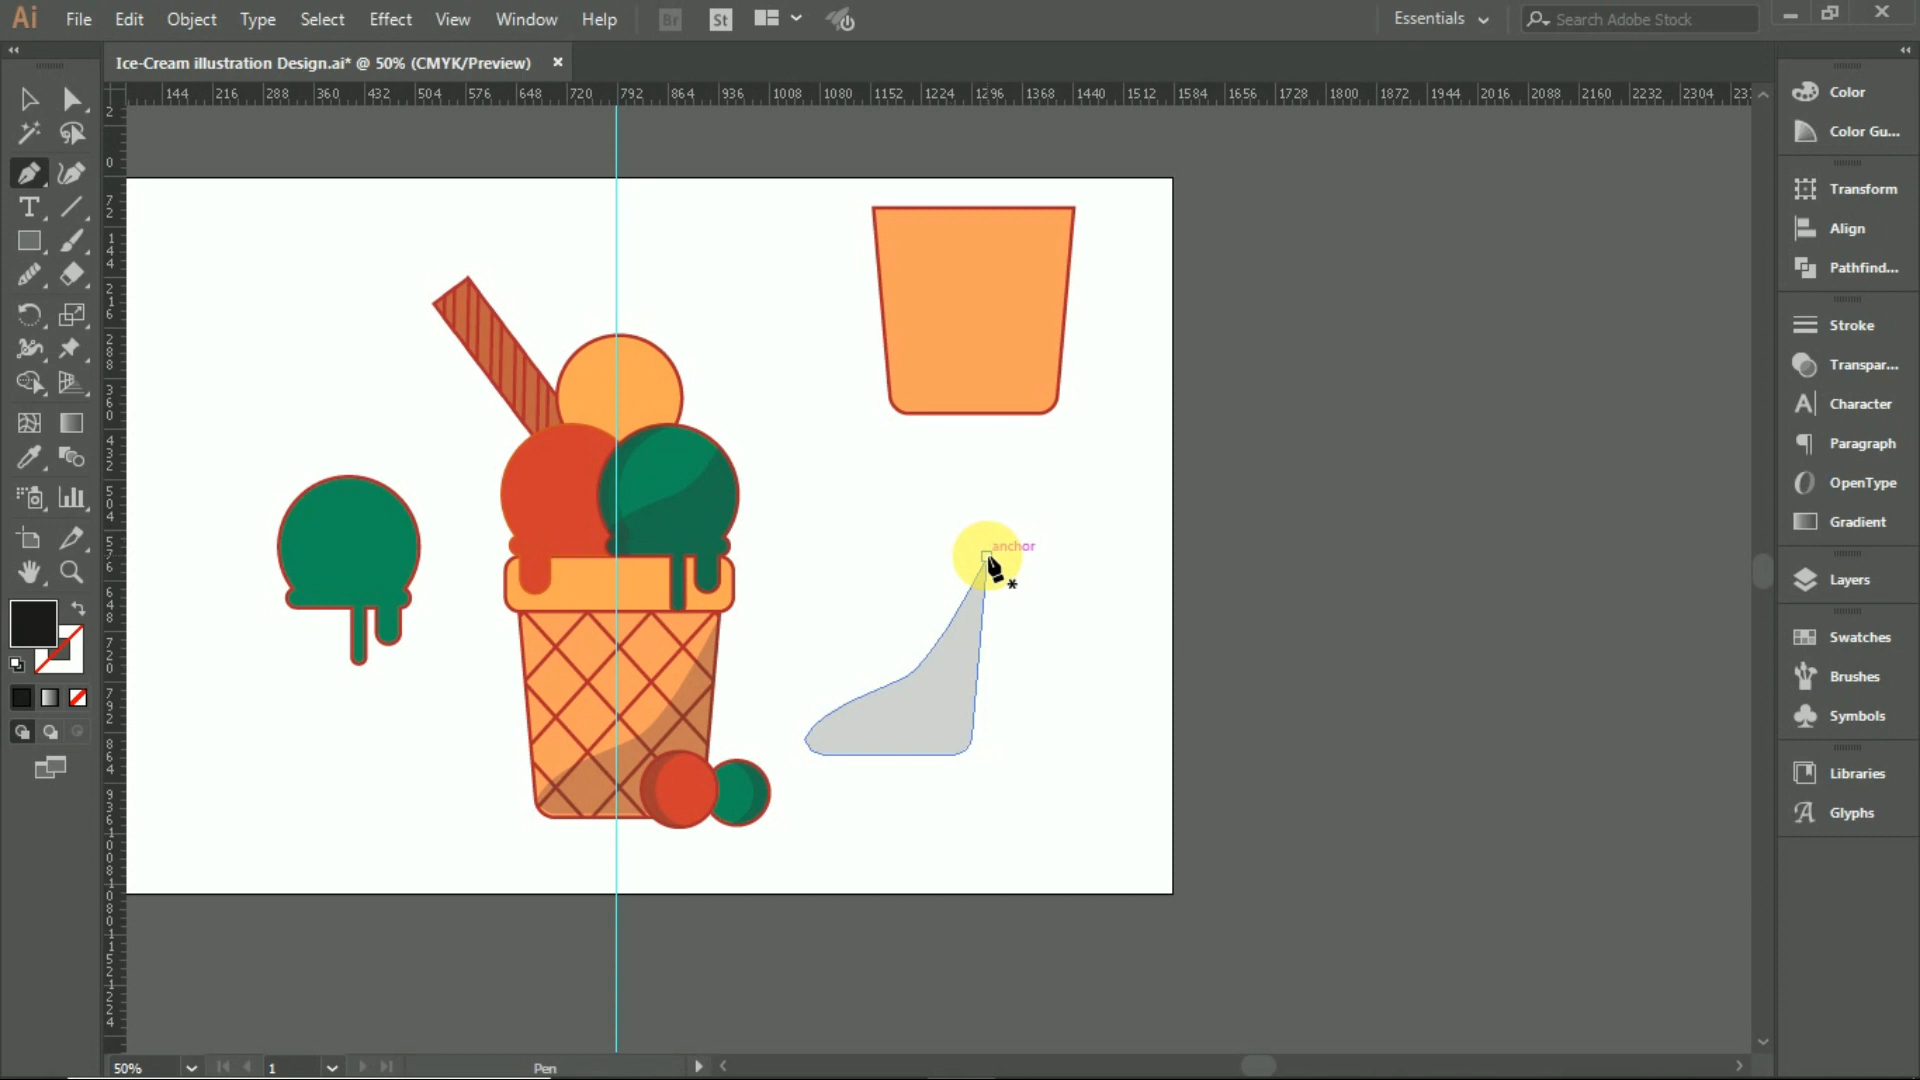 Ai File Edit Object Type Select Effect View Window Help Br St Essentials Search Adobe Stock
Ice-Cream illustration Design.ai* @ 50% (CMYK/Preview) ×
144 216 288 360 432 504 576 648 720 792 864 936 1008 1080 1152 1224 1296 1368 1440 1512 1584 1656 1728 1800 1872 1944 2016 2088 2160 2232 2304
Color
Color Gu...
Transform
Align
Pathfind...
Stroke
Transpar...
Character
Paragraph
OpenType
Gradient
Layers
Swatches
Brushes
Symbols
Libraries
Glyphs
anchor
50% 1 Pen